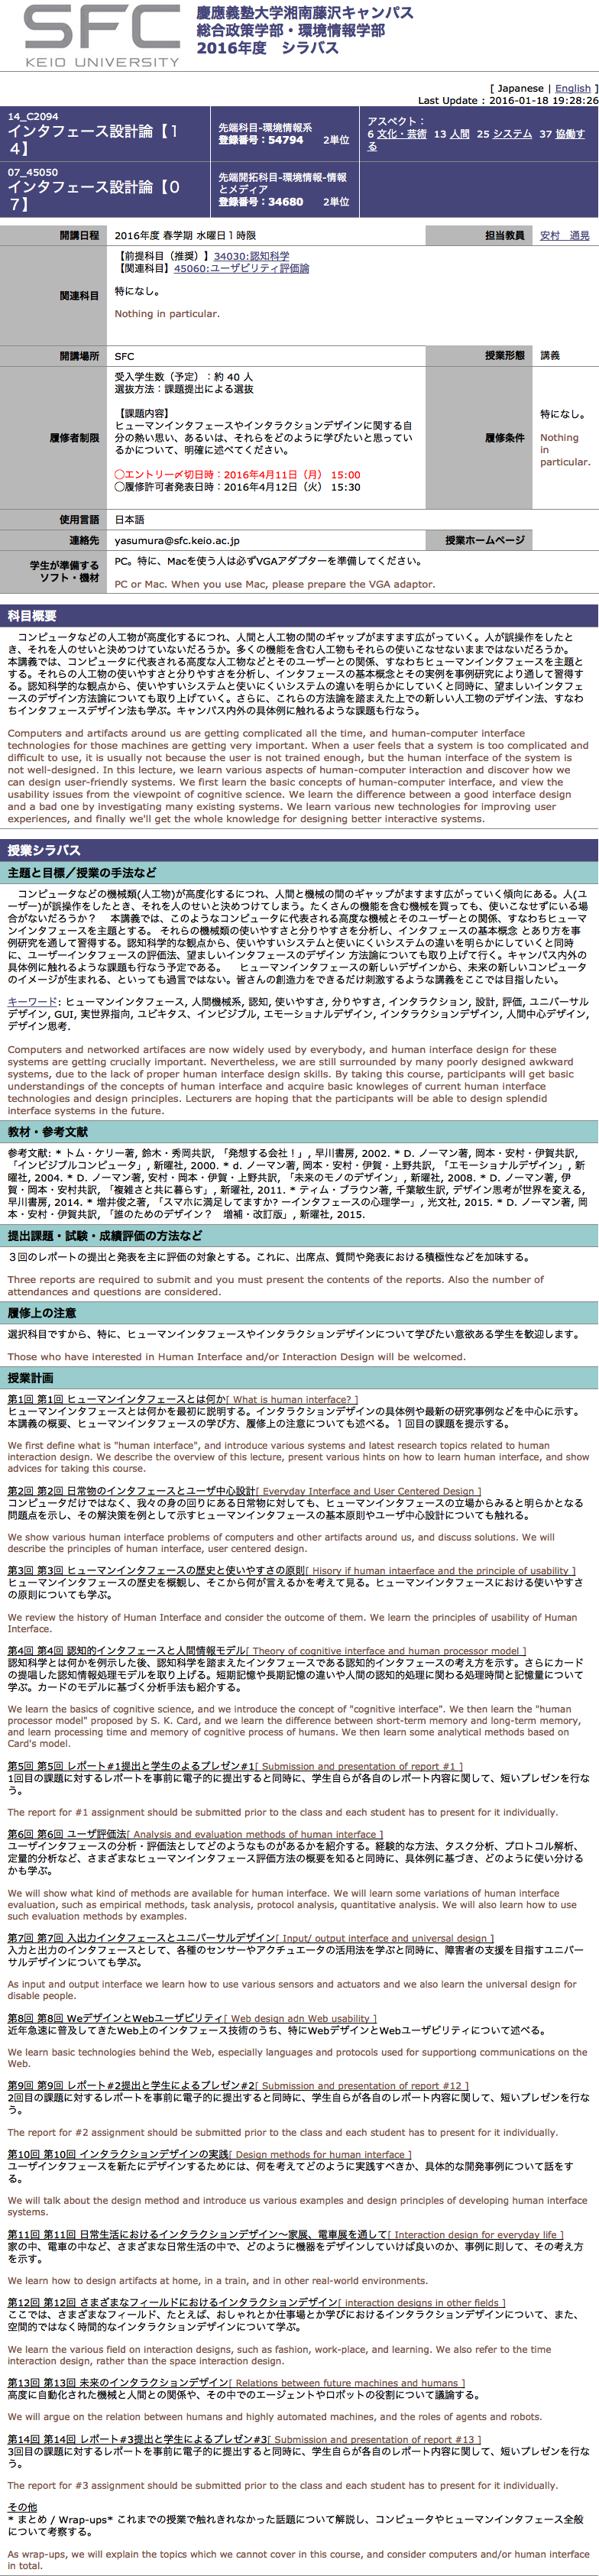 SFC
KEIO UNIVERSITY
慶應義塾大学湘南藤沢キャンパス
総合政策学部・環境情報学部
2016年度　シラバス
[ Japanese | English ]
Last Update : 2016-01-18 19:28:26
14_C2094
インタフェース設計論【1
4】
先端科目-環境情報系
登録番号：54794　2単位
アスペクト：
6 文化・芸術 13 人間 25 システム 37 協働す
る
07_45050
インタフェース設計論【0
7】
先端開拓科目-環境情報-情報
とメディア
登録番号：34680　2単位
開講日程
2016年度 春学期 水曜日１時限
担当教員
安村　通晃
関連科目
【前提科目（推奨）】34030:認知科学
【関連科目】45060:ユーザビリティ評価論
特になし。
Nothing in particular.
開講場所
SFC
授業形態
講義
履修者制限
受入学生数（予定）：約 40 人
選抜方法：課題提出による選抜
【課題内容】
ヒューマンインタフェースやインタラクションデザインに関する自
分の熱い思い、あるいは、それらをどのように学びたいと思ってい
るかについて、明確に述べてください。
◯エントリー〆切日時：2016年4月11日（月） 15:00
◯履修許可者発表日時：2016年4月12日（火） 15:30
履修条件
特になし。
Nothing
in
particular.
使用言語
日本語
連絡先
yasumura@sfc.keio.ac.jp
授業ホームページ
学生が準備する
ソフト・機材
PC。特に、Macを使う人は必ずVGAアダプターを準備してください。
PC or Mac. When you use Mac, please prepare the VGA adaptor.
科目概要
コンピュータなどの人工物が高度化するにつれ、人間と人工物の間のギャップがますます広がっていく。人が誤操作をしたと
き、それを人のせいと決めつけていないだろうか。多くの機能を含む人工物もそれらの使いこなせないままではないだろうか。
本講義では、コンピュータに代表される高度な人工物などとそのユーザーとの関係、すなわちヒューマンインタフェースを主題と
する。それらの人工物の使いやすさと分りやすさを分析し、インタフェースの基本概念とその実例を事例研究により通して習得す
る。認知科学的な観点から、使いやすいシステムと使いにくいシステムの違いを明らかにしていくと同時に、望ましいインタフェ
ースのデザイン方法論についても取り上げていく。さらに、これらの方法論を踏まえた上での新しい人工物のデザイン法、すなわ
ちインタフェースデザイン法も学ぶ。キャンパス内外の具体例に触れるような課題も行なう。
Computers and artifacts around us are getting complicated all the time, and human-computer interface
technologies for those machines are getting very important. When a user feels that a system is too complicated and
difficult to use, it is usually not because the user is not trained enough, but the human interface of the system is
not well-designed. In this lecture, we learn various aspects of human-computer interaction and discover how we
can design user-friendly systems. We first learn the basic concepts of human-computer interface, and view the
usability issues from the viewpoint of cognitive science. We learn the difference between a good interface design
and a bad one by investigating many existing systems. We learn various new technologies for improving user
experiences, and finally we'll get the whole knowledge for designing better interactive systems.
授業シラバス
主題と目標／授業の手法など
コンピュータなどの機械類(人工物)が高度化するにつれ、人間と機械の間のギャップがますます広がっていく傾向にある。人(ユ
ーザー)が誤操作をしたとき、それを人のせいと決めつけてしまう。たくさんの機能を含む機械を買っても、使いこなせずにいる場
合がないだろうか？　本講義では、このようなコンピュータに代表される高度な機械とそのユーザーとの関係、すなわちヒューマ
ンインタフェースを主題とする。 それらの機械類の使いやすさと分りやすさを分析し、インタフェースの基本概念 とあり方を事
例研究を通して習得する。認知科学的な観点から、使いやすいシステムと使いにくいシステムの違いを明らかにしていくと同時
に、ユーザーインタフェースの評価法、望ましいインタフェースのデザイン 方法論についても取り上げて行く。キャンパス内外の
具体例に触れるような課題も行なう予定である。　ヒューマンインタフェースの新しいデザインから、未来の新しいコンピュータ
のイメージが生まれる、といっても過言ではない。皆さんの創造力をできるだけ刺激するような講義をここでは目指したい。
キーワード: ヒューマンインタフェース, 人間機械系, 認知, 使いやすさ, 分りやすさ, インタラクション, 設計, 評価, ユニバーサル
デザイン, GUI, 実世界指向, ユビキタス、インビジブル, エモーショナルデザイン, インタラクションデザイン, 人間中心デザイン,
デザイン思考.
Computers and networked artifaces are now widely used by everybody, and human interface design for these
systems are getting crucially important. Nevertheless, we are still surrounded by many poorly designed awkward
systems, due to the lack of proper human interface design skills. By taking this course, participants will get basic
understandings of the concepts of human interface and acquire basic knowleges of current human interface
technologies and design principles. Lecturers are hoping that the participants will be able to design splendid
interface systems in the future.
教材・参考文献
参考文献: * トム・ケリー著, 鈴木・秀岡共訳, 「発想する会社！」, 早川書房, 2002. * D. ノーマン著, 岡本・安村・伊賀共訳,
「インビジブルコンピュータ」, 新曜社, 2000. * d. ノーマン著, 岡本・安村・伊賀・上野共訳, 「エモーショナルデザイン」, 新
曜社, 2004. * D. ノーマン著, 安村・岡本・伊賀・上野共訳, 「未来のモノのデザイン」, 新曜社, 2008. * D. ノーマン著, 伊
賀・岡本・安村共訳, 「複雑さと共に暮らす」, 新曜社, 2011. * ティム・ブラウン著, 千葉敏生訳, デザイン思考が世界を変える,
早川書房, 2014. * 増井俊之著, 「スマホに満足してますか? ーインタフェースの心理学ー」, 光文社, 2015. * D. ノーマン著, 岡
本・安村・伊賀共訳, 「誰のためのデザイン？　増補・改訂版」, 新曜社, 2015.
提出課題・試験・成績評価の方法など
３回のレポートの提出と発表を主に評価の対象とする。これに、出席点、質問や発表における積極性などを加味する。
Three reports are required to submit and you must present the contents of the reports. Also the number of
attendances and questions are considered.
履修上の注意
選択科目ですから、特に、ヒューマンインタフェースやインタラクションデザインについて学びたい意欲ある学生を歓迎します。
Those who have interested in Human Interface and/or Interaction Design will be welcomed.
授業計画
第1回 第1回 ヒューマンインタフェースとは何か[ What is human interface? ]
ヒューマンインタフェースとは何かを最初に説明する。インタラクションデザインの具体例や最新の研究事例などを中心に示す。
本講義の概要、ヒューマンインタフェースの学び方、履修上の注意についても述べる。１回目の課題を提示する。
We first define what is "human interface", and introduce various systems and latest research topics related to human
interaction design. We describe the overview of this lecture, present various hints on how to learn human interface, and show
advices for taking this course.
第2回 第2回 日常物のインタフェースとユーザ中心設計[ Everyday Interface and User Centered Design ]
コンピュータだけではなく、我々の身の回りにある日常物に対しても、ヒューマンインタフェースの立場からみると明らかとなる
問題点を示し、その解決策を例として示すヒューマンインタフェースの基本原則やユーザ中心設計についても触れる。
We show various human interface problems of computers and other artifacts around us, and discuss solutions. We will
describe the principles of human interface, user centered design.
第3回 第3回 ヒューマンインタフェースの歴史と使いやすさの原則[ Hisory if human intaerface and the principle of usability ]
ヒューマンインタフェースの歴史を概観し、そこから何が言えるかを考えて見る。ヒューマンインタフェースにおける使いやすさ
の原則についても学ぶ。
We review the history of Human Interface and consider the outcome of them. We learn the principles of usability of Human
Interface.
第4回 第4回 認知的インタフェースと人間情報モデル[ Theory of cognitive interface and human processor model ]
認知科学とは何かを例示した後、認知科学を踏まえたインタフェースである認知的インタフェースの考え方を示す。さらにカード
の提唱した認知情報処理モデルを取り上げる。短期記憶や長期記憶の違いや人間の認知的処理に関わる処理時間と記憶量について
学ぶ。カードのモデルに基づく分析手法も紹介する。
We learn the basics of cognitive science, and we introduce the concept of "cognitive interface". We then learn the "human
processor model" proposed by S. K. Card, and we learn the difference between short-term memory and long-term memory,
and learn processing time and memory of cognitive process of humans. We then learn some analytical methods based on
Card's model.
第5回 第5回 レポート#1提出と学生のよるプレゼン#1[ Submission and presentation of report #1 ]
1回目の課題に対するレポートを事前に電子的に提出すると同時に、学生自らが各自のレポート内容に関して、短いプレゼンを行な
う。
The report for #1 assignment should be submitted prior to the class and each student has to present for it individually.
第6回 第6回 ユーザ評価法[ Analysis and evaluation methods of human interface ]
ユーザインタフェースの分析・評価法としてどのようなものがあるかを紹介する。経験的な方法、タスク分析、プロトコル解析、
定量的分析など、さまざまなヒューマンインタフェース評価方法の概要を知ると同時に、具体例に基づき、どのように使い分ける
かも学ぶ。
We will show what kind of methods are available for human interface. We will learn some variations of human interface
evaluation, such as empirical methods, task analysis, protocol analysis, quantitative analysis. We will also learn how to use
such evaluation methods by examples.
第7回 第7回 入出力インタフェースとユニバーサルデザイン[ Input/ output interface and universal design ]
入力と出力のインタフェースとして、各種のセンサーやアクチュエータの活用法を学ぶと同時に、障害者の支援を目指すユニバー
サルデザインについても学ぶ。
As input and output interface we learn how to use various sensors and actuators and we also learn the universal design for
disable people.
第8回 第8回 WeデザインとWebユーザビリティ[ Web design adn Web usability ]
近年急速に普及してきたWeb上のインタフェース技術のうち、特にWebデザインとWebユーザビリティについて述べる。
We learn basic technologies behind the Web, especially languages and protocols used for supportiong communications on the
Web.
第9回 第9回 レポート#2提出と学生によるプレゼン#2[ Submission and presentation of report #12 ]
2回目の課題に対するレポートを事前に電子的に提出すると同時に、学生自らが各自のレポート内容に関して、短いプレゼンを行な
う。
The report for #2 assignment should be submitted prior to the class and each student has to present for it individually.
第10回 第10回 インタラクションデザインの実践[ Design methods for human interface ]
ユーザインタフェースを新たにデザインするためには、何を考えてどのように実践すべきか、具体的な開発事例について話をす
る。
We will talk about the design method and introduce us various examples and design principles of developing human interface
systems.
第11回 第11回 日常生活におけるインタラクションデザイン〜家展、電車展を通して[ Interaction design for everyday life ]
家の中、電車の中など、さまざまな日常生活の中で、どのように機器をデザインしていけば良いのか、事例に則して、その考え方
を示す。
We learn how to design artifacts at home, in a train, and in other real-world environments.
第12回 第12回 さまざまなフィールドにおけるインタラクションデザイン[ interaction designs in other fields ]
ここでは、さまざまなフィールド、たとえば、おしゃれとか仕事場とか学びにおけるインタラクションデザインについて、また、
空間的ではなく時間的なインタラクションデザインについて学ぶ。
We learn the various field on interaction designs, such as fashion, work-place, and learning. We also refer to the time
interaction design, rather than the space interaction design.
第13回 第13回 未来のインタラクションデザイン[ Relations between future machines and humans ]
高度に自動化された機械と人間との関係や、その中でのエージェントやロボットの役割について議論する。
We will argue on the relation between humans and highly automated machines, and the roles of agents and robots.
第14回 第14回 レポート#3提出と学生によるプレゼン#3[ Submission and presentation of report #13 ]
3回目の課題に対するレポートを事前に電子的に提出すると同時に、学生自らが各自のレポート内容に関して、短いプレゼンを行な
う。
The report for #3 assignment should be submitted prior to the class and each student has to present for it individually.
その他
* まとめ / Wrap-ups* これまでの授業で触れきれなかった話題について解説し、コンピュータやヒューマンインタフェース全般
について考察する。
As wrap-ups, we will explain the topics which we cannot cover in this course, and consider computers and/or human interface
in total.